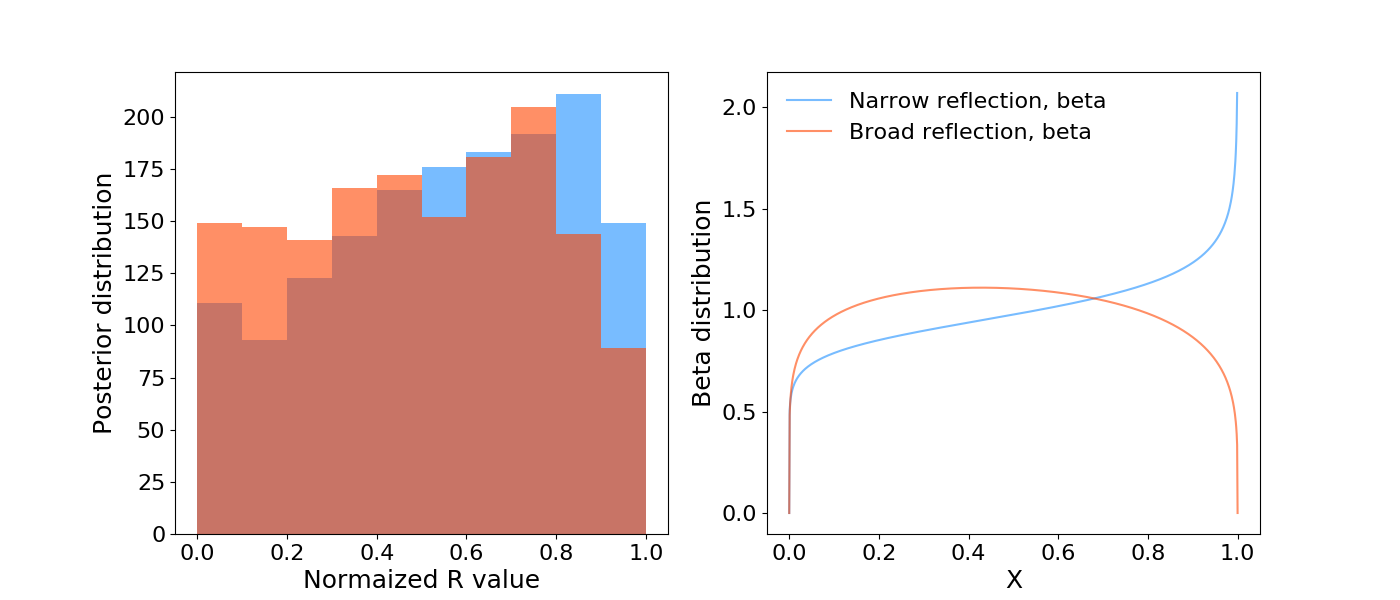 Posterior distribution
200
175
150
125
100
75
50
25
0
0.0 0.2 0.4 0.6 0.8 1.0
Normaized R value
Beta distribution
2.0
1.5
1.0
0.5
0.0
Narrow reflection, beta
Broad reflection, beta
0.0 0.2 0.4 0.6 0.8 1.0
X